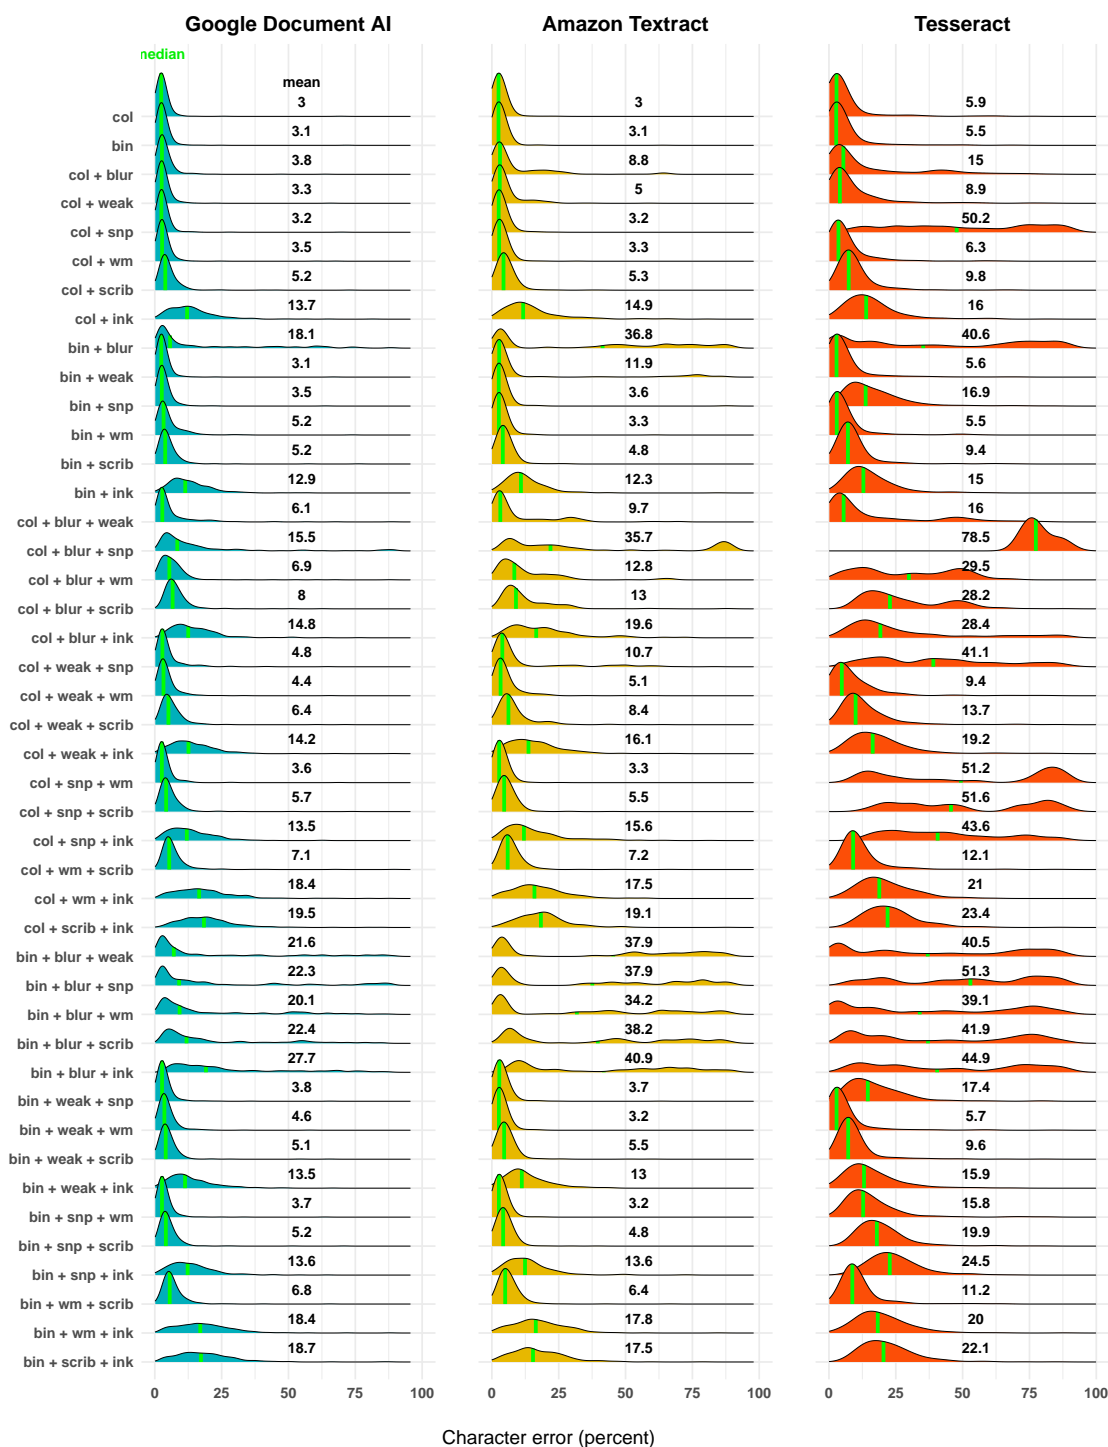 Google Document AI Amazon Textract Tesseract
median
mean
col 3 3 5.9
bin 3.1 3.1 5.5
col + blur 3.8 8.8 15
col + weak 3.3 5 8.9
col + snp 3.2 3.2 50.2
col + wm 3.5 3.3 6.3
col + scrib 5.2 5.3 9.8
col + ink 13.7 14.9 16
bin + blur 18.1 36.8 40.6
bin + weak 3.1 11.9 5.6
bin + snp 3.5 3.6 16.9
bin + wm 5.2 3.3 5.5
bin + scrib 5.2 4.8 9.4
bin + ink 12.9 12.3 15
col + blur + weak 6.1 9.7 16
col + blur + snp 15.5 35.7 78.5
col + blur + wm 6.9 12.8 29.5
col + blur + scrib 8 13 28.2
col + blur + ink 14.8 19.6 28.4
col + weak + snp 4.8 10.7 41.1
col + weak + wm 4.4 5.1 9.4
col + weak + scrib 6.4 8.4 13.7
col + weak + ink 14.2 16.1 19.2
col + snp + wm 3.6 3.3 51.2
col + snp + scrib 5.7 5.5 51.6
col + snp + ink 13.5 15.6 43.6
col + wm + scrib 7.1 7.2 12.1
col + wm + ink 18.4 17.5 21
col + scrib + ink 19.5 19.1 23.4
bin + blur + weak 21.6 37.9 40.5
bin + blur + snp 22.3 37.9 51.3
bin + blur + wm 20.1 34.2 39.1
bin + blur + scrib 22.4 38.2 41.9
bin + blur + ink 27.7 40.9 44.9
bin + weak + snp 3.8 3.7 17.4
bin + weak + wm 4.6 3.2 5.7
bin + weak + scrib 5.1 5.5 9.6
bin + weak + ink 13.5 13 15.9
bin + snp + wm 3.7 3.2 15.8
bin + snp + scrib 5.2 4.8 19.9
bin + snp + ink 13.6 13.6 24.5
bin + wm + scrib 6.8 6.4 11.2
bin + wm + ink 18.4 17.8 20
bin + scrib + ink 18.7 17.5 22.1
0 25 50 75 100 0 25 50 75 100 0 25 50 75 100
Character error (percent)